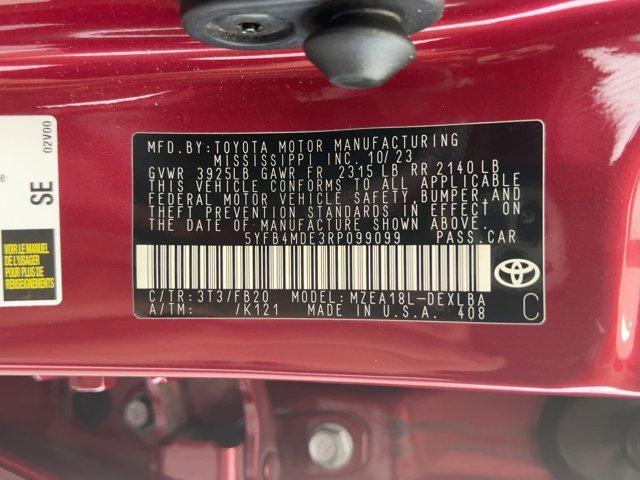 MFD. BY: TOYOTA MOTOR MANUFACTURING
MISSISSIPPI INC. 10/23
GVWR 3925LB GAWR FR 2315 LB RR 2140 LB
THIS VEHICLE CONFORMS TO ALL APPLICABLE
FEDERAL MOTOR VEHICLE SAFETY, BUMPER, AND
THEFT PREVENTION STANDARDS IN EFFECT ON
THE DATE OF MANUFACTURE SHOWN ABOVE.
5YFB4MDE3RP099099 PASS. CAR
C/TR: 3T3/FB20 MODEL: MZEA18L-DEXLBA
A/TM: /K121 MADE IN U.S.A. 408
C
02V00
SE
VOIR LE MANUEL
DE L'USAGER
POUR PLUS DE